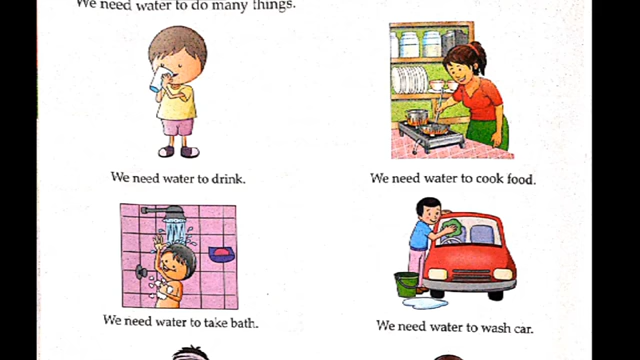 We need water to do many things.
We need water to drink.
We need water to cook food.
We need water to take bath.
We need water to wash car.